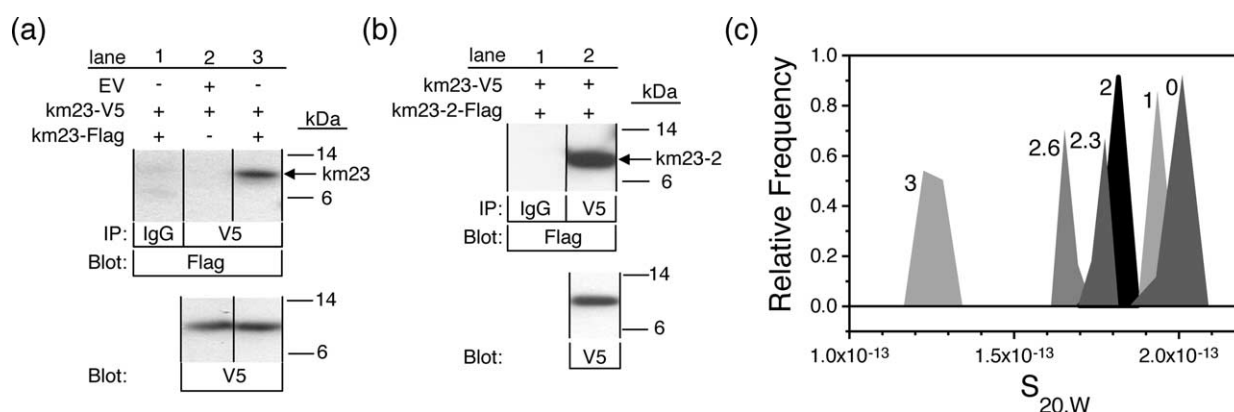 (a)
lane 1 2 3
EV - + -
km23-V5 + + +
km23-Flag + - +
kDa
14
km23
6
IP: IgG V5
Blot: Flag
14
6
Blot: V5
(b)
lane 1 2
km23-V5 + +
km23-2-Flag + +
kDa
14
km23-2
6
IP: IgG V5
Blot: Flag
14
6
Blot: V5
(c)
Relative Frequency
1.0
0.8
0.6
0.4
0.2
0.0
3
2.6
2.3
2
1
0
1.0x10-13 1.5x10-13 2.0x10-13
S20,W